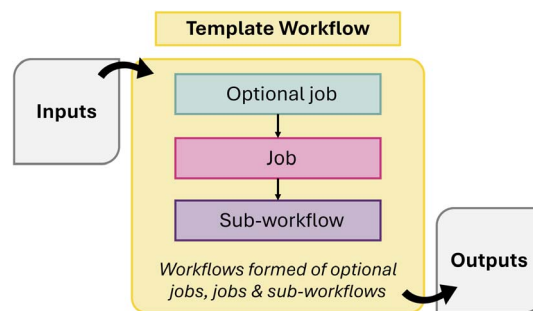 Template Workflow
Inputs
Optional job
Job
Sub-workflow
Workflows formed of optional
jobs, jobs & sub-workflows
Outputs